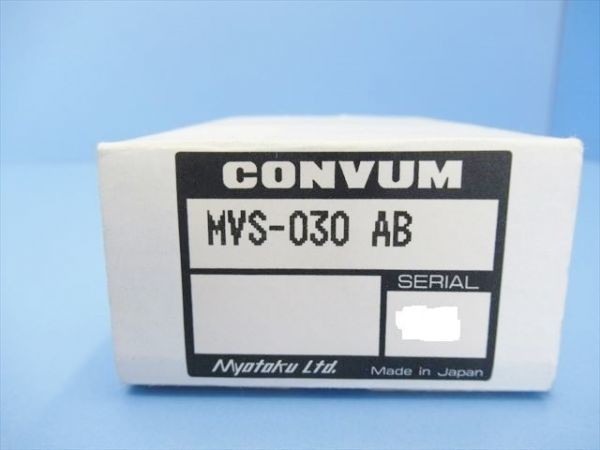 CONVUM
MVS-030 AB
SERIAL
Myotoku Ltd.
Made in Japan